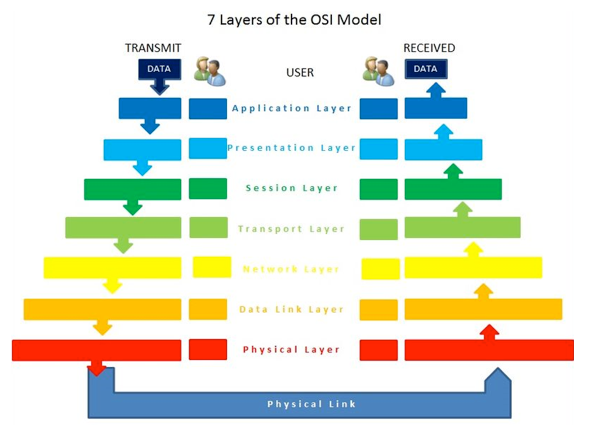 7 Layers of the OSI Model
TRANSMIT
RECEIVED
DATA
USER
DATA
Application Layer
Presentation Layer
Session Layer
Transport Layer
Network Layer
Data Link Layer
Physical Layer
Physical Link